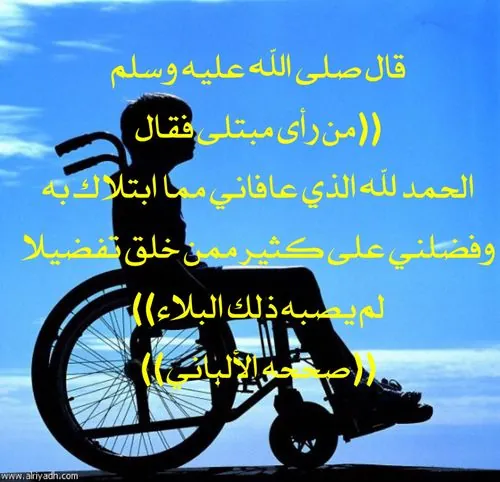 قال صلى الله عليه وسلم
((من رأى مبتلى فقال
الحمد لله الذي عافاني مما ابتلاك به
وفضلني على كثير ممن خلق تفضيلا
لم يصبه ذلك البلاء))
((صححه الألباني))
www.alriyadh.com